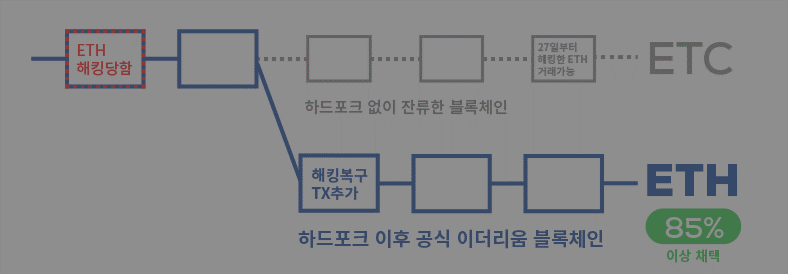 ETH
해킹당함
27일부터
해킹한 ETH
거래가능
ETC
하드포크 없이 잔류한 블록체인
해킹복구
TX추가
ETH
85%
이상 채택
하드포크 이후 공식 이더리움 블록체인